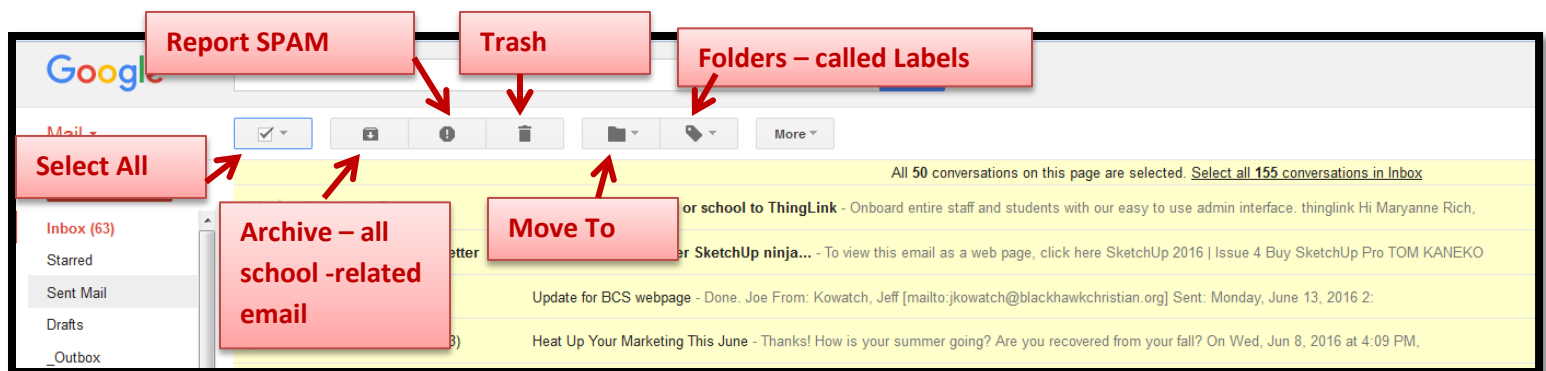 Report SPAM
Trash
Folders – called Labels
Google
Mail
More
Select All
All 50 conversations on this page are selected. Select all 155 conversations in Inbox
or school to ThingLink - Onboard entire staff and students with our easy to use admin interface. thinglink Hi Maryanne Rich,
Inbox (63)
Archive – all
school -related
email
Move To
Starred
SketchUp ninja... - To view this email as a web page, click here SketchUp 2016 | Issue 4 Buy SketchUp Pro TOM KANEKO
Sent Mail
Update for BCS webpage - Done. Joe From: Kowatch, Jeff [mailto:jkowatch@blackhawkchristian.org] Sent: Monday, June 13, 2016 2:
Drafts
3) Heat Up Your Marketing This June - Thanks! How is your summer going? Are you recovered from your fall? On Wed, Jun 8, 2016 at 4:09 PM,
_Outbox